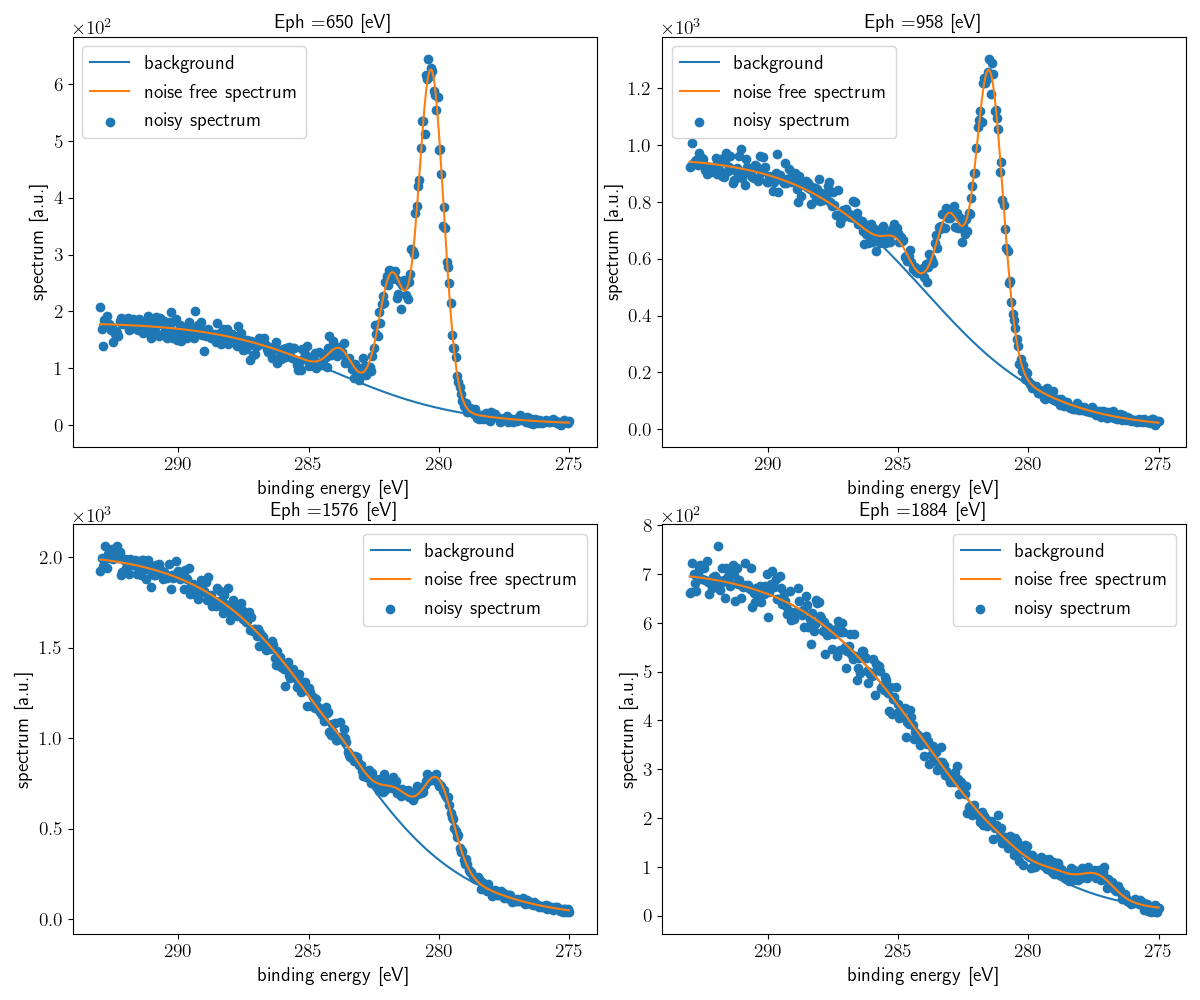 Eph =650 [eV]
×10²
background
noise free spectrum
noisy spectrum
6
5
4
3
2
1
0
spectrum [a.u.]
290 285 280 275
binding energy [eV]
Eph =958 [eV]
×10³
background
noise free spectrum
noisy spectrum
1.2
1.0
0.8
0.6
0.4
0.2
0.0
spectrum [a.u.]
290 285 280 275
binding energy [eV]
Eph =1576 [eV]
×10³
background
noise free spectrum
noisy spectrum
2.0
1.5
1.0
0.5
0.0
spectrum [a.u.]
290 285 280 275
binding energy [eV]
Eph =1884 [eV]
×10²
background
noise free spectrum
noisy spectrum
8
7
6
5
4
3
2
1
0
spectrum [a.u.]
290 285 280 275
binding energy [eV]